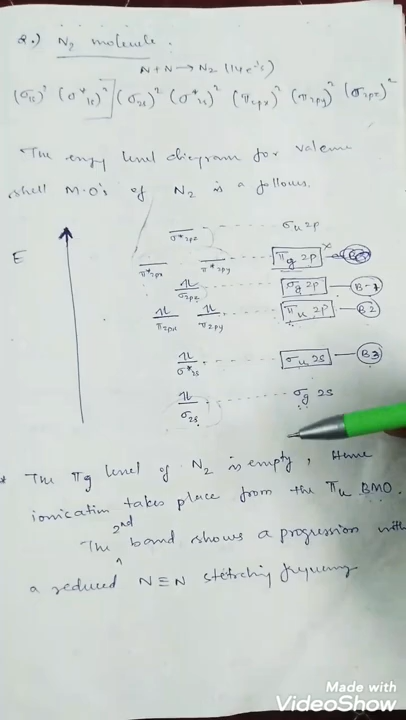 2.) N₂ molecule.
N+N → N₂ (14e⁻'s)
(σ1s)² (σ*1s)²] (σ2s)² (σ*2s)² (π2px)² (π2py)² (σ2pz)²
The enrgy level diagram for valence
shell M.O's of N₂ is a follows.
σ*2pz σu 2p
E π*2px π*2py πg 2p x
σ2pz σg 2p B-1
π2px π2py πu 2p B2
σ*2s σu 2s B3
σ2s σg 2s
* The πg level of N₂ is empty, Hence
ionication takes place from the πu BMO.
The 2nd band shows a progression with
a reduced N≡N stretching frequency
Made with
VideoShow